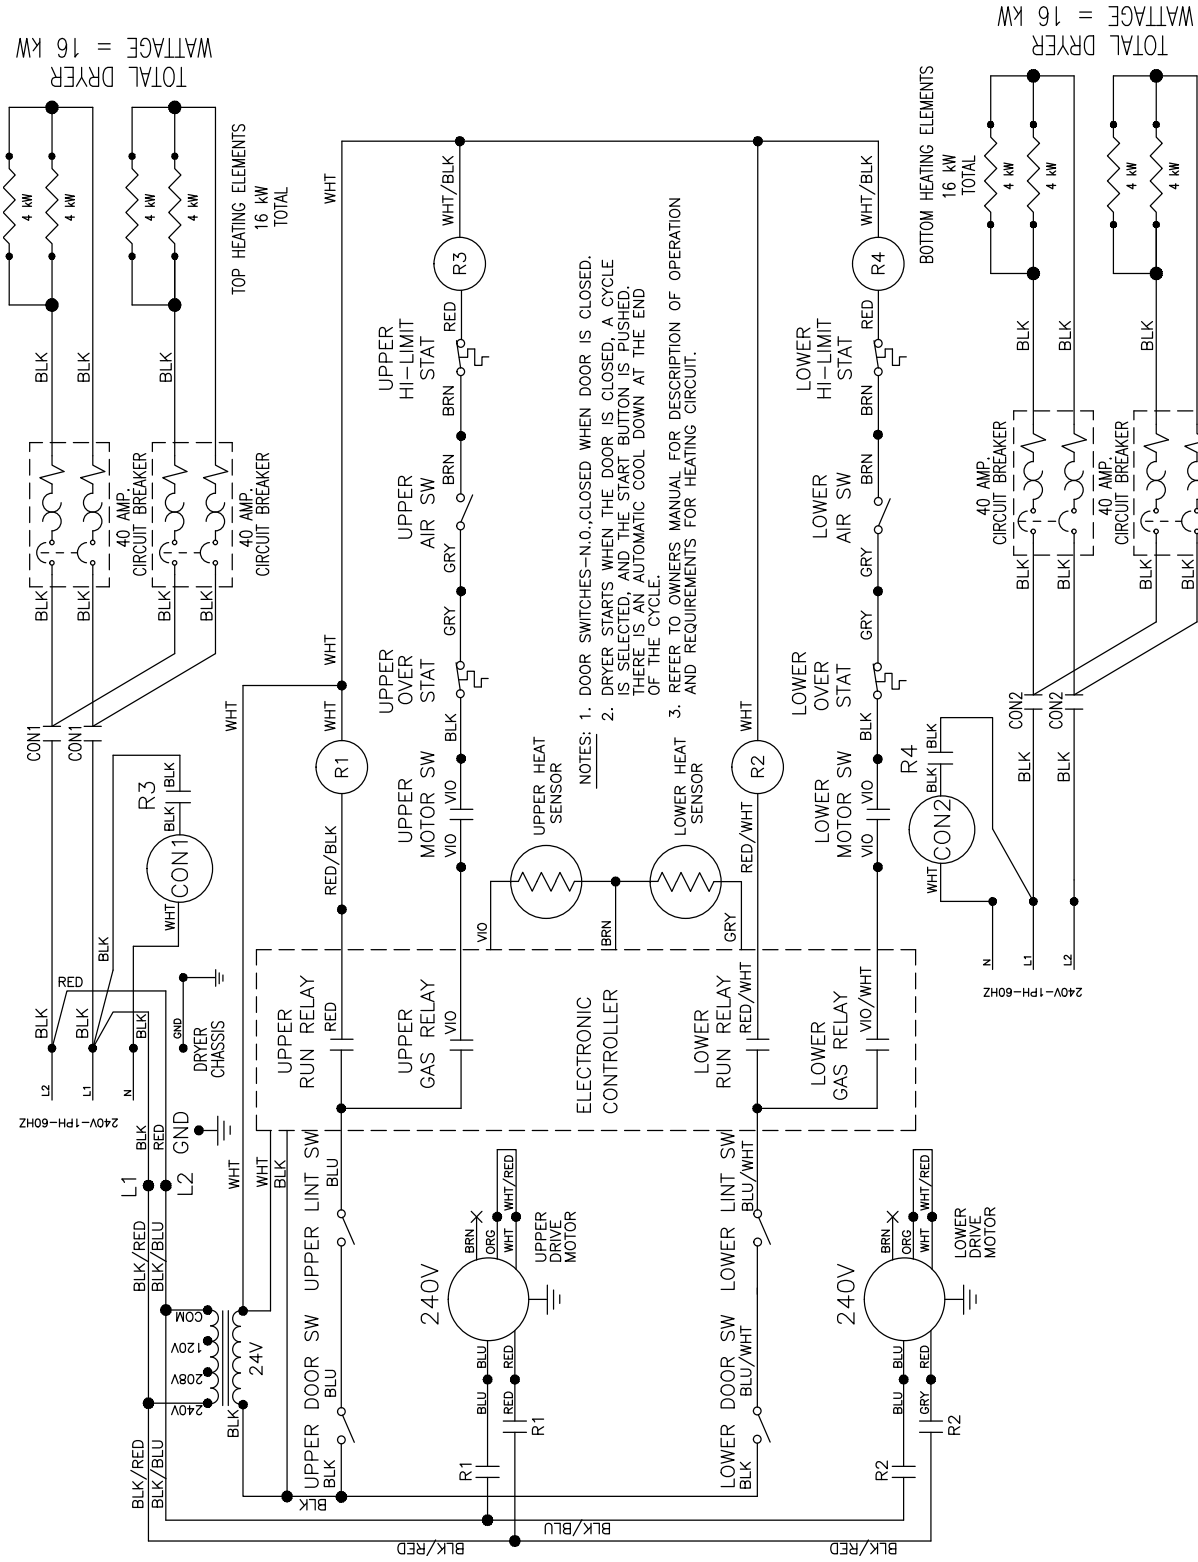 TOTAL DRYER
WATTAGE = 16 KW
4 KW
4 KW
4 KW
4 KW
TOP HEATING ELEMENTS
16 KW
TOTAL
BLK
BLK
BLK
40 AMP.
CIRCUIT BREAKER
40 AMP.
CIRCUIT BREAKER
BLK
BLK
BLK
CON1
CON1
R3
BLK
BLK
CON1
WHT
BLK
RED
BLK
BLK
BLK
L2
L1
N
240V-1PH-60HZ
GND
DRYER
CHASSIS
BLK
RED
GND
L1
L2
BLK/RED
BLK/BLU
COM
120V
208V
240V
24V
BLK
BLK/RED
BLK/BLU
WHT
WHT
BLK
WHT
WHT
WHT
WHT
R1
RED/BLK
UPPER
RUN RELAY
RED
BLU
UPPER LINT SW
UPPER DOOR SW
BLU
BLK
BLK
WHT/BLK
R3
RED
UPPER
HI-LIMIT
STAT
BRN
BRN
UPPER
AIR SW
GRY
GRY
UPPER
OVER
STAT
BLK
UPPER
MOTOR SW
VIO
VIO
UPPER
GAS RELAY
VIO
NOTES: 1. DOOR SWITCHES-N.O.,CLOSED WHEN DOOR IS CLOSED.
2. DRYER STARTS WHEN THE DOOR IS CLOSED, A CYCLE
IS SELECTED, AND THE START BUTTON IS PUSHED.
THERE IS AN AUTOMATIC COOL DOWN AT THE END
OF THE CYCLE.
3. REFER TO OWNERS MANUAL FOR DESCRIPTION OF OPERATION
AND REQUIREMENTS FOR HEATING CIRCUIT.
UPPER HEAT
SENSOR
LOWER HEAT
SENSOR
VIO
BRN
GRY
ELECTRONIC
CONTROLLER
240V
BRN
ORG
WHT
WHT/RED
UPPER
DRIVE
MOTOR
BLU
BLU
RED
RED
R1
R1
BLK/BLU
BLK/RED
WHT
R2
RED/WHT
LOWER
RUN RELAY
RED/WHT
LOWER LINT SW
BLU/WHT
LOWER DOOR SW
BLU/WHT
BLK
WHT/BLK
R4
RED
LOWER
HI-LIMIT
STAT
BRN
BRN
LOWER
AIR SW
GRY
GRY
LOWER
OVER
STAT
BLK
LOWER
MOTOR SW
VIO
VIO
LOWER
GAS RELAY
VIO/WHT
240V
BRN
ORG
WHT
WHT/RED
LOWER
DRIVE
MOTOR
BLU
BLU
RED
GRY
R2
R2
BLK/RED
TOTAL DRYER
WATTAGE = 16 KW
BOTTOM HEATING ELEMENTS
16 KW
TOTAL
4 KW
4 KW
4 KW
4 KW
BLK
BLK
BLK
40 AMP.
CIRCUIT BREAKER
40 AMP.
CIRCUIT BREAKER
BLK
BLK
BLK
CON2
CON2
BLK
BLK
R4
BLK
BLK
CON2
WHT
N
L1
L2
240V-1PH-60HZ